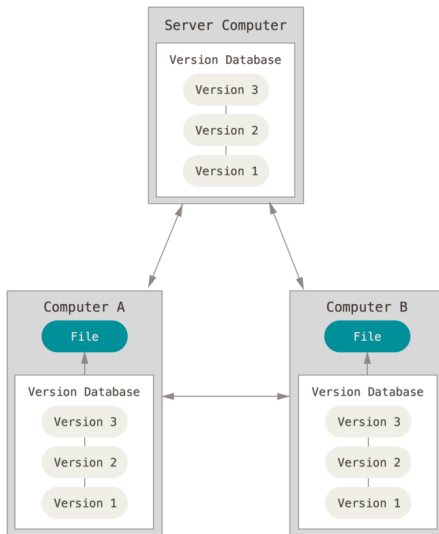 Server Computer
Version Database
Version 3
Version 2
Version 1
Computer A
File
Version Database
Version 3
Version 2
Version 1
Computer B
File
Version Database
Version 3
Version 2
Version 1